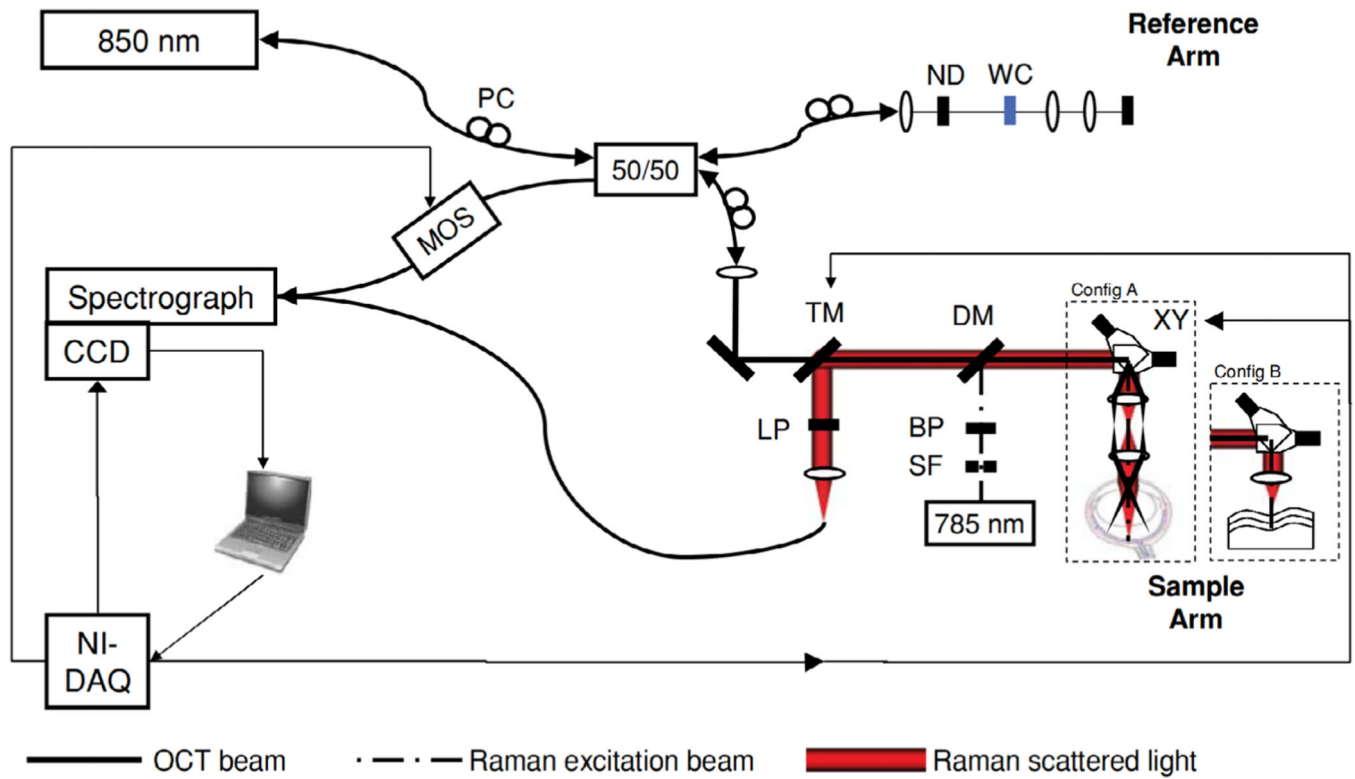 850 nm
Reference
Arm
ND WC
PC
50/50
MOS
Spectrograph
CCD
TM
DM
Config A
XY
Config B
LP
BP
SF
785 nm
Sample
Arm
NI-
DAQ
OCT beam
Raman excitation beam
Raman scattered light